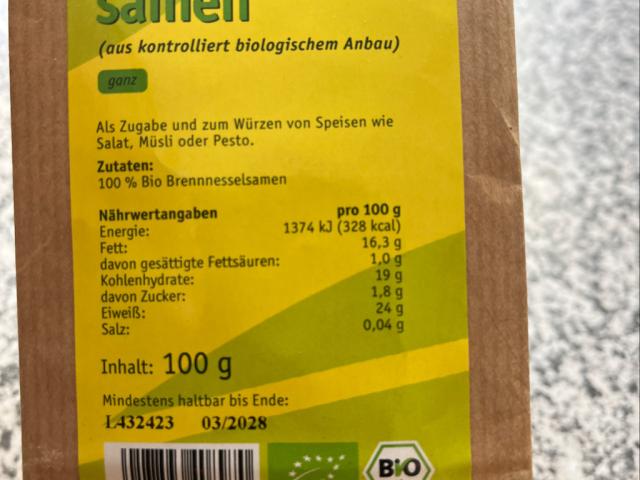 samen
(aus kontrolliert biologischem Anbau)
ganz
Als Zugabe und zum Würzen von Speisen wie
Salat, Müsli oder Pesto.
Zutaten:
100 % Bio Brennnesselsamen
Nährwertangaben pro 100 g
Energie: 1374 kJ (328 kcal)
Fett: 16,3 g
davon gesättigte Fettsäuren: 1,0 g
Kohlenhydrate: 19 g
davon Zucker: 1,8 g
Eiweiß: 24 g
Salz: 0,04 g
Inhalt: 100 g
Mindestens haltbar bis Ende:
L432423 03/2028
BiO